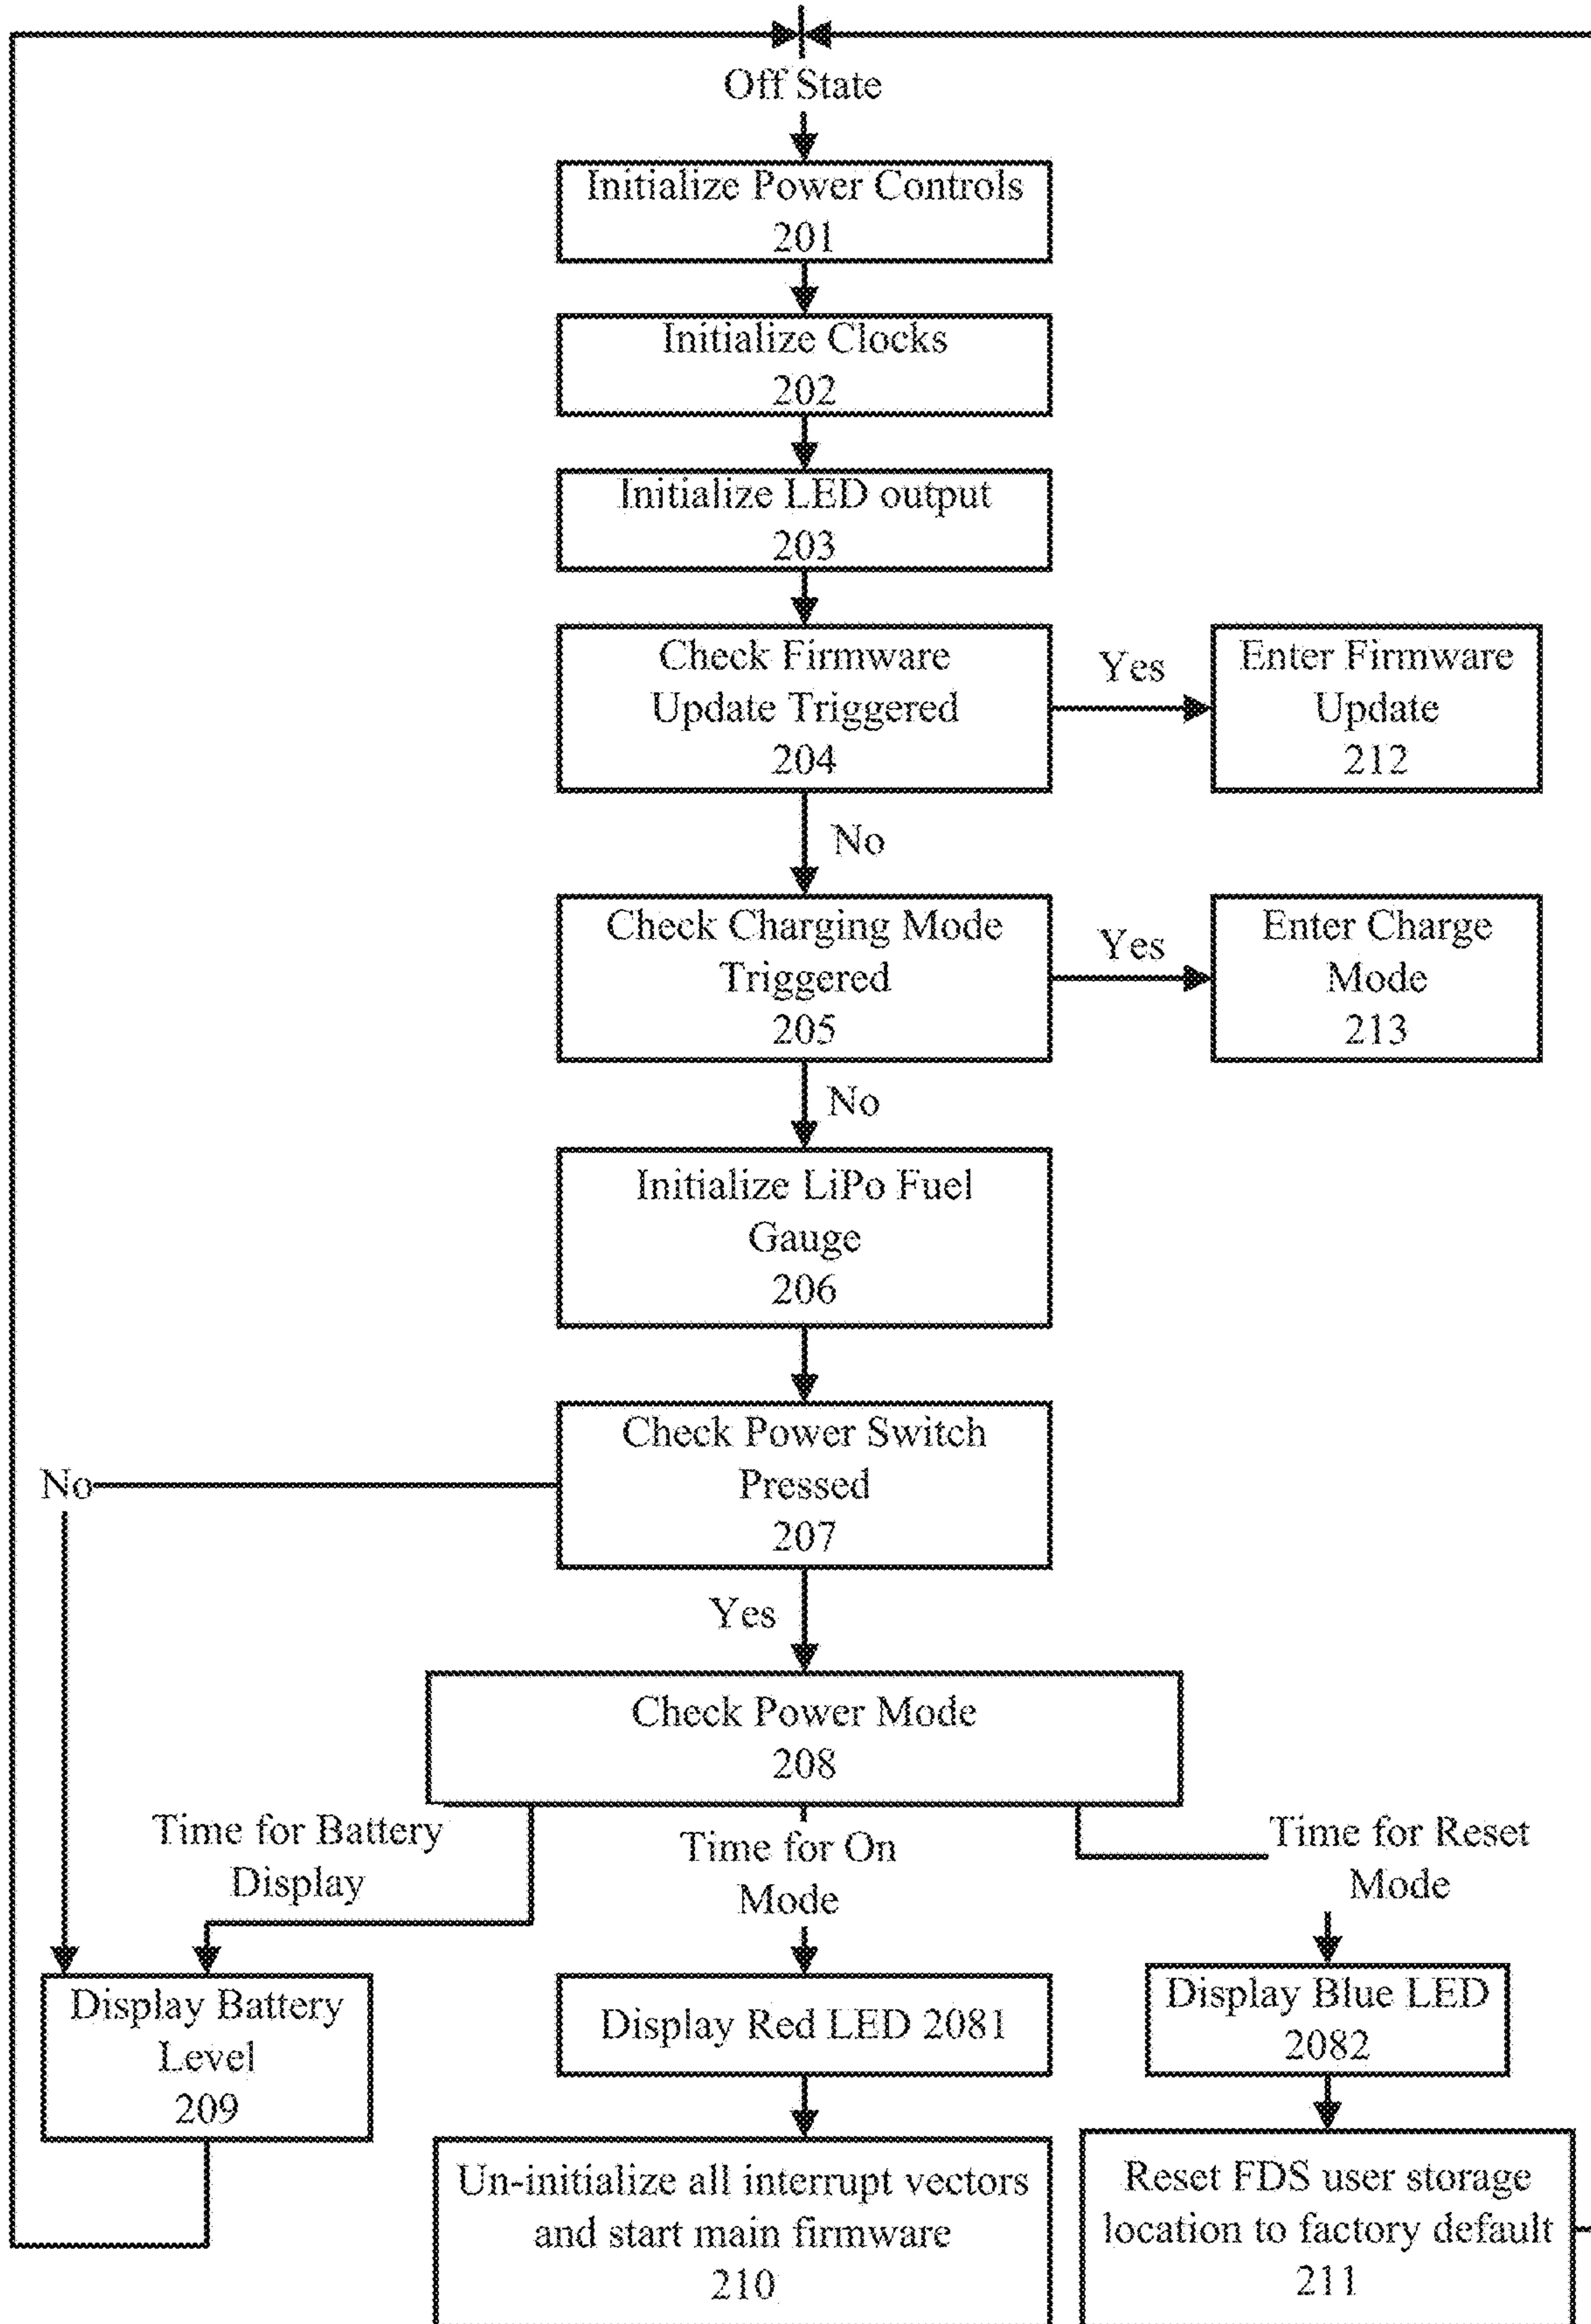 Off State
Initialize Power Controls
201
Initialize Clocks
202
Initialize LED output
203
Check Firmware
Update Triggered
204
Yes
Enter Firmware
Update
212
No
Check Charging Mode
Triggered
205
Yes
Enter Charge
Mode
213
No
Initialize LiPo Fuel
Gauge
206
Check Power Switch
Pressed
207
No
Yes
Check Power Mode
208
Time for Battery
Display
Time for On
Mode
Time for Reset
Mode
Display Battery
Level
209
Display Red LED 2081
Display Blue LED
2082
Un-initialize all interrupt vectors
and start main firmware
210
Reset FDS user storage
location to factory default
211